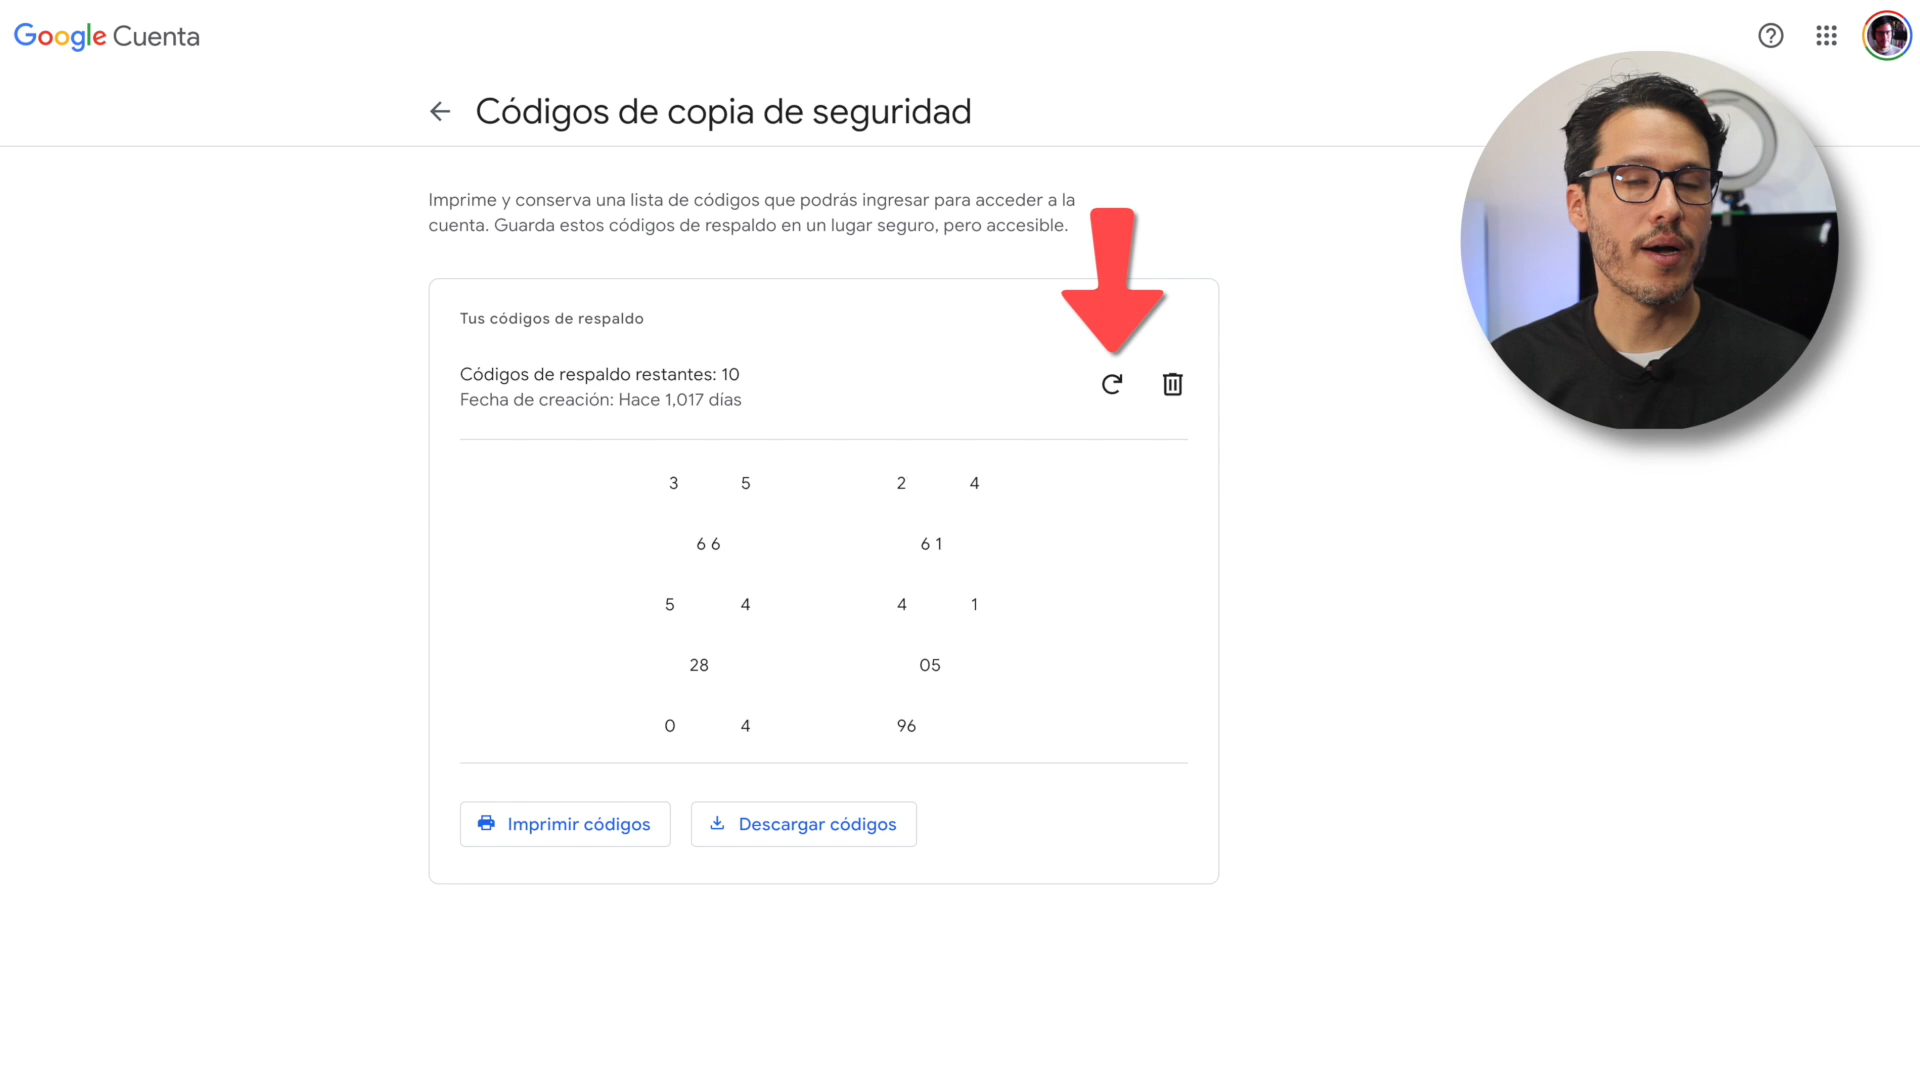 Google Cuenta
Códigos de copia de seguridad
Imprime y conserva una lista de códigos que podrás ingresar para acceder a la
cuenta. Guarda estos códigos de respaldo en un lugar seguro, pero accesible.
Tus códigos de respaldo
Códigos de respaldo restantes: 10
Fecha de creación: Hace 1,017 días
3 5 2 4
6 6 6 1
5 4 4 1
28 05
0 4 96
Imprimir códigos
Descargar códigos